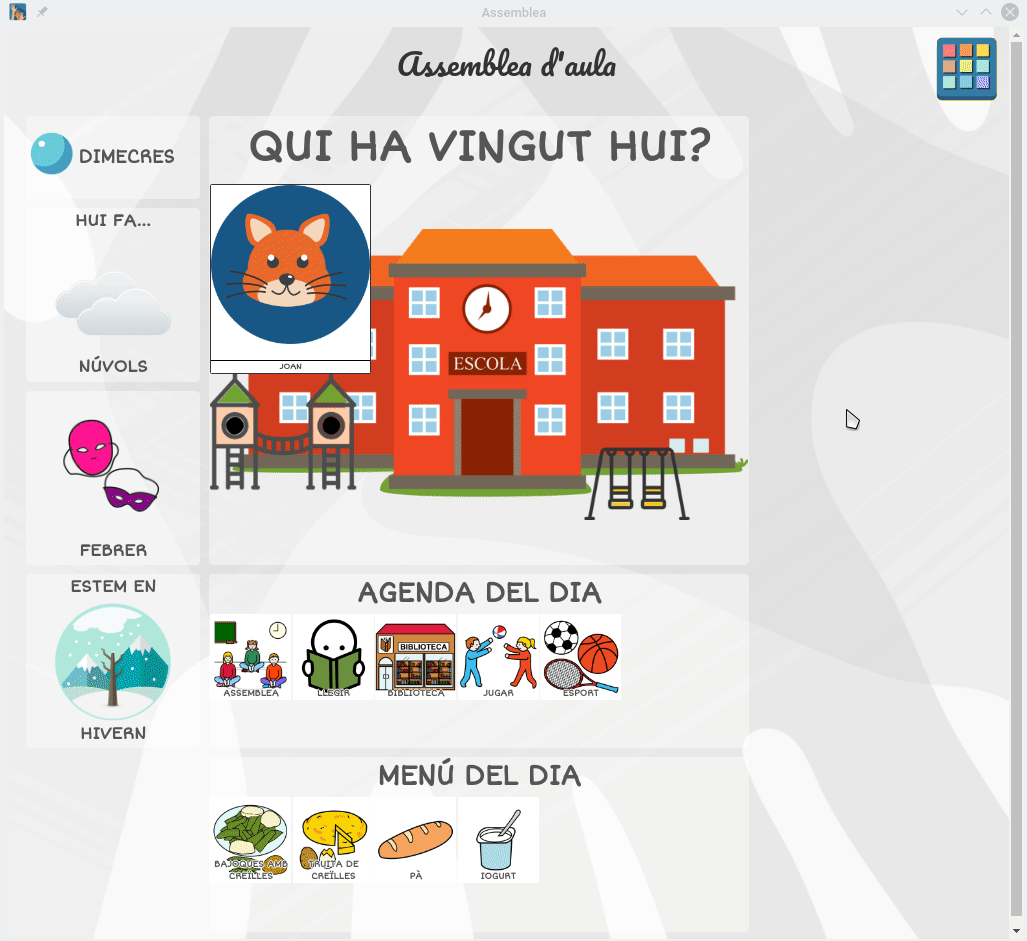 Assemblea
Assemblea d'aula
DIMECRES
HUI FA...
NÚVOLS
FEBRER
ESTEM EN
HIVERN
QUI HA VINGUT HUI?
JOAN
ESCOLA
AGENDA DEL DIA
BIBLIOTECA
ASSEMBLEA
LLEGIR
BIBLIOTECA
JUGAR
ESPORT
MENÚ DEL DIA
BAJOQUES AMB
CREÏLLES
TRUITA DE
CREÏLLES
PÀ
IOGURT